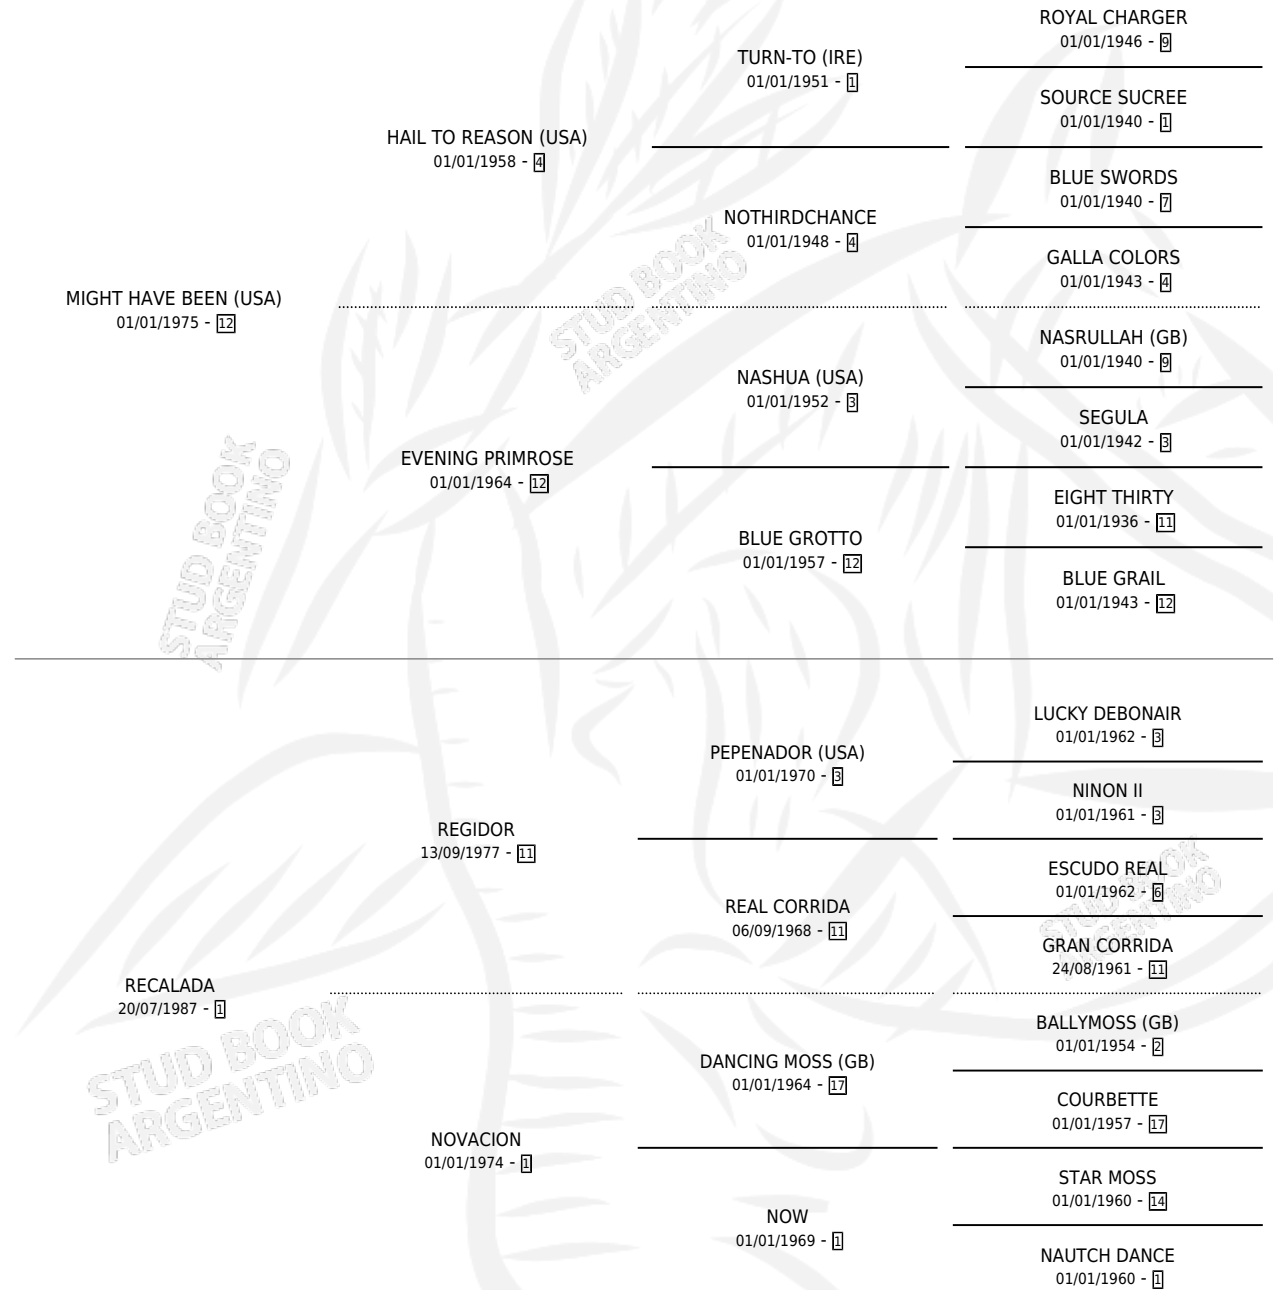 ROYAL CHARGER
01/01/1946 - 9
TURN-TO (IRE)
01/01/1951 - 1
SOURCE SUCREE
01/01/1940 - 1
HAIL TO REASON (USA)
01/01/1958 - 4
BLUE SWORDS
01/01/1940 - 7
NOTHIRDCHANCE
01/01/1948 - 4
GALLA COLORS
01/01/1943 - 4
MIGHT HAVE BEEN (USA)
01/01/1975 - 12
STUD BOOK
ARGENTINO
NASRULLAH (GB)
01/01/1940 - 9
NASHUA (USA)
01/01/1952 - 3
SEGULA
01/01/1942 - 3
EVENING PRIMROSE
01/01/1964 - 12
EIGHT THIRTY
01/01/1936 - 11
BLUE GROTTO
01/01/1957 - 12
BLUE GRAIL
01/01/1943 - 12
STUD BOOK
ARGENTINO
LUCKY DEBONAIR
01/01/1962 - 3
PEPENADOR (USA)
01/01/1970 - 3
NINON II
01/01/1961 - 3
REGIDOR
13/09/1977 - 11
ESCUDO REAL
01/01/1962 - 6
STUD BOOK
ARGENTINO
REAL CORRIDA
06/09/1968 - 11
GRAN CORRIDA
24/08/1961 - 11
RECALADA
20/07/1987 - 1
STUD BOOK
ARGENTINO
BALLYMOSS (GB)
01/01/1954 - 2
DANCING MOSS (GB)
01/01/1964 - 17
COURBETTE
01/01/1957 - 17
NOVACION
01/01/1974 - 1
STAR MOSS
01/01/1960 - 14
NOW
01/01/1969 - 1
NAUTCH DANCE
01/01/1960 - 1